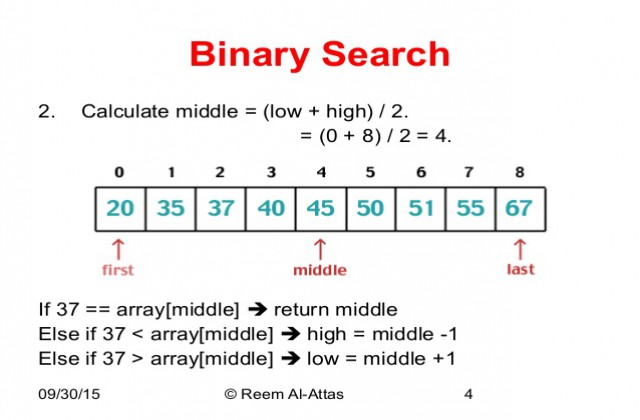 Binary Search
2. Calculate middle = (low + high) / 2.
= (0 + 8) / 2 = 4.
0 1 2 3 4 5 6 7 8
20 35 37 40 45 50 51 55 67
↑ ↑ ↑
first middle last
If 37 == array[middle] ➔ return middle
Else if 37 < array[middle] ➔ high = middle -1
Else if 37 > array[middle] ➔ low = middle +1
09/30/15 © Reem Al-Attas 4